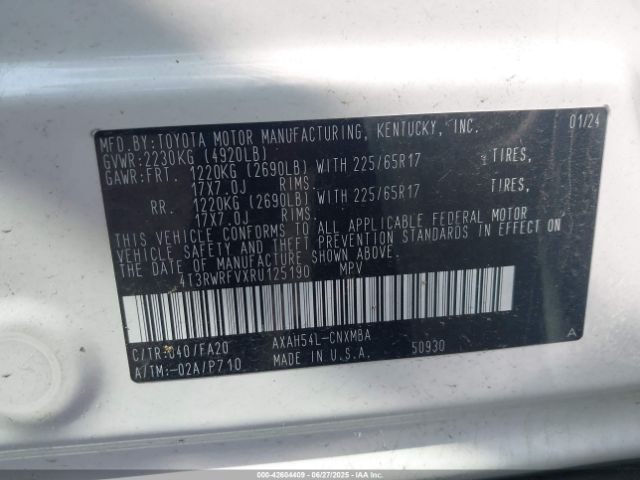 MFD.BY:TOYOTA MOTOR MANUFACTURING, KENTUCKY, INC. 01/24
GVWR:2230KG (4920LB)
GAWR:FRT. 1220KG (2690LB) WITH 225/65R17 TIRES,
17X7.0J RIMS.
RR. 1220KG (2690LB) WITH 225/65R17 TIRES,
17X7.0J RIMS.
THIS VEHICLE CONFORMS TO ALL APPLICABLE FEDERAL MOTOR
VEHICLE SAFETY AND THEFT PREVENTION STANDARDS IN EFFECT ON
THE DATE OF MANUFACTURE SHOWN ABOVE.
4T3RWRFVXRU125190 MPV
C/TR:040/FA20 AXAH54L-CNXMBA A
A/TM:-02A/P710 MADE IN U.S.A. 50930
000-42604409 | 06/27/2025 | IAAI.com